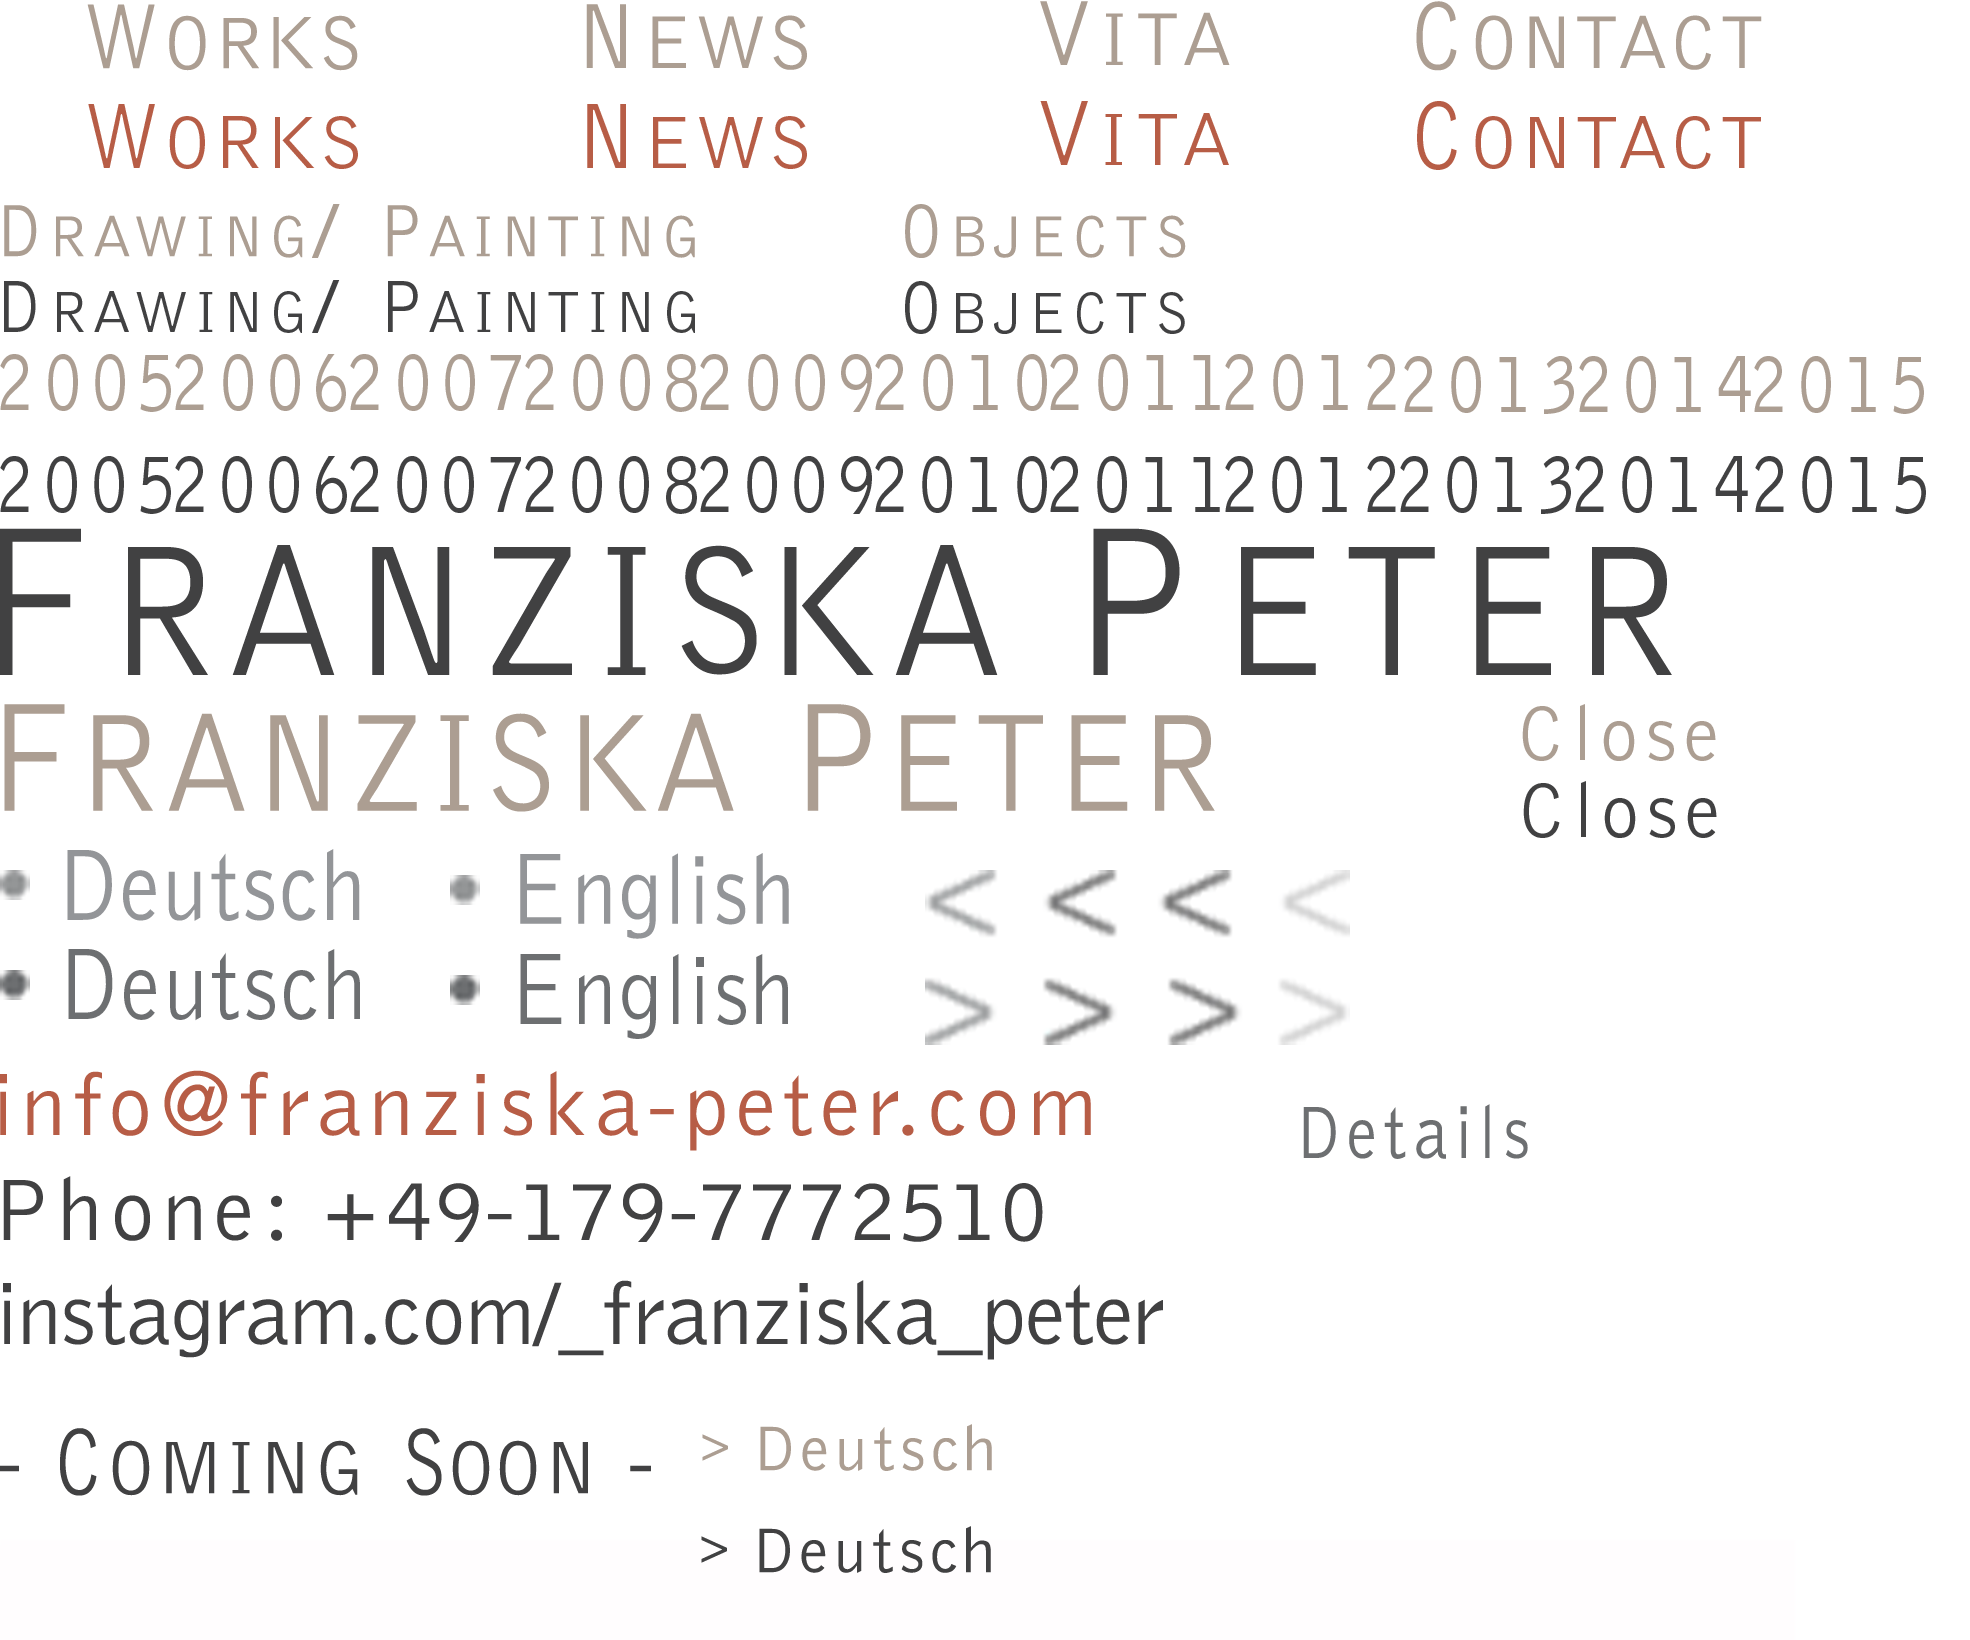 Works News Vita Contact
Works News Vita Contact
Drawing/ Painting Objects
Drawing/ Painting Objects
2005 2006 2007 2008 2009 2010 2011 2012 2013 2014 2015
2005 2006 2007 2008 2009 2010 2011 2012 2013 2014 2015
Franziska Peter
Franziska Peter Close
Close
• Deutsch • English < < < <
• Deutsch • English > > > >
info@franziska-peter.com
Details
Phone: +49-179-7772510
instagram.com/_franziska_peter
- Coming Soon - > Deutsch
> Deutsch